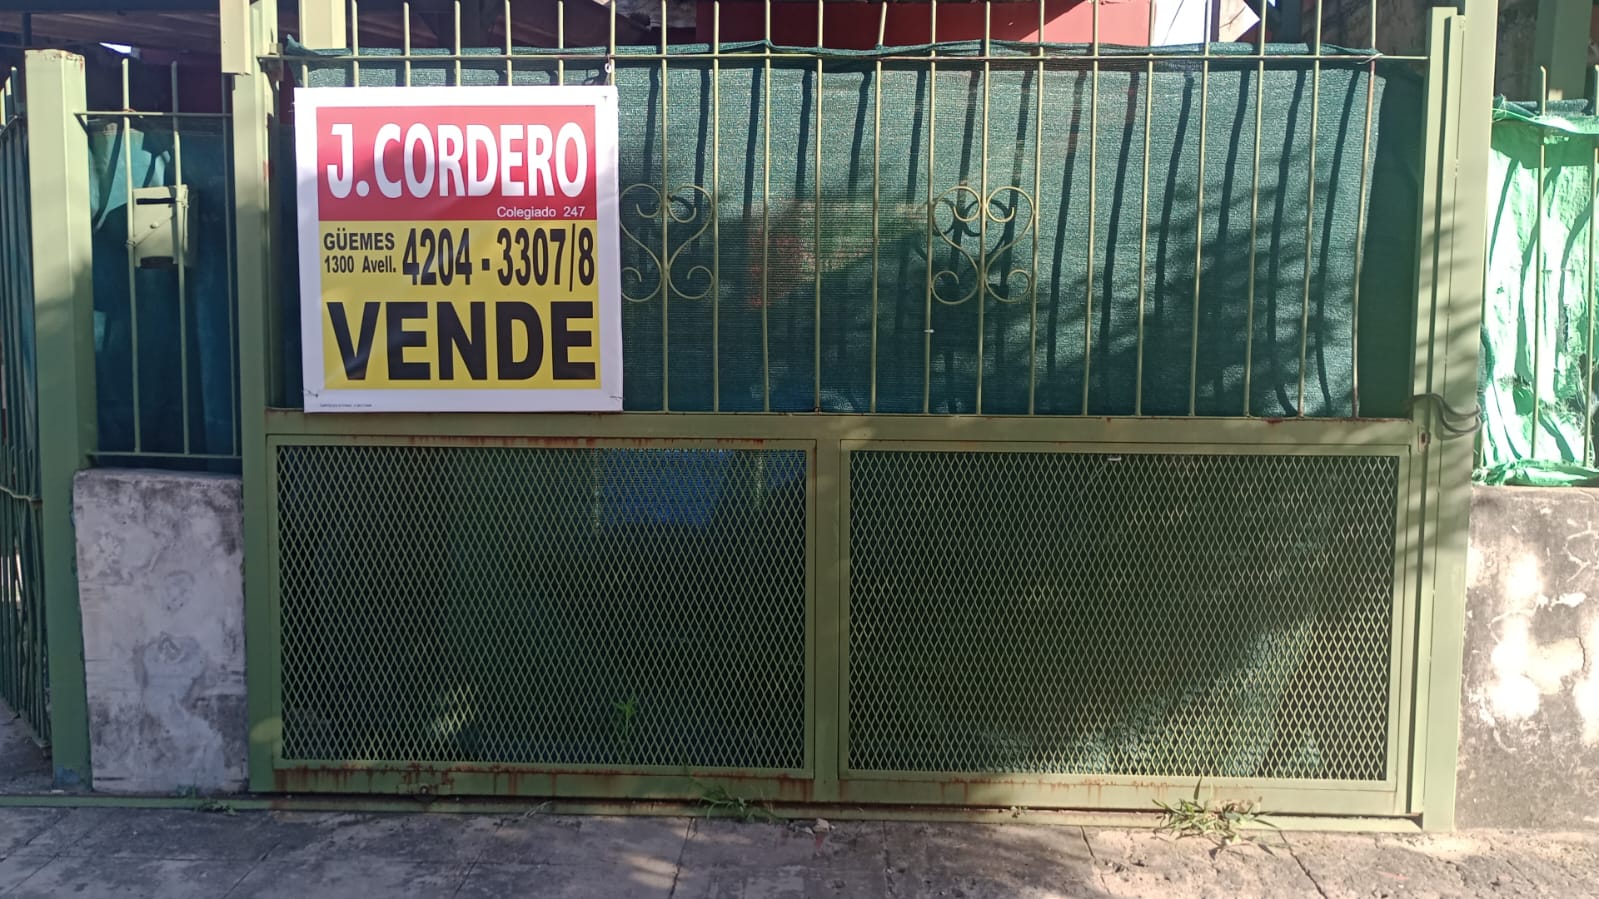 J.CORDERO
Colegiado 247
GÜEMES
1300 Avell.
4204-3307/8
VENDE